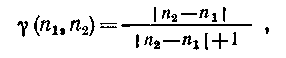 γ (n₁, n₂) = | n₂ − n₁ | / | n₂ − n₁ | + 1 ,